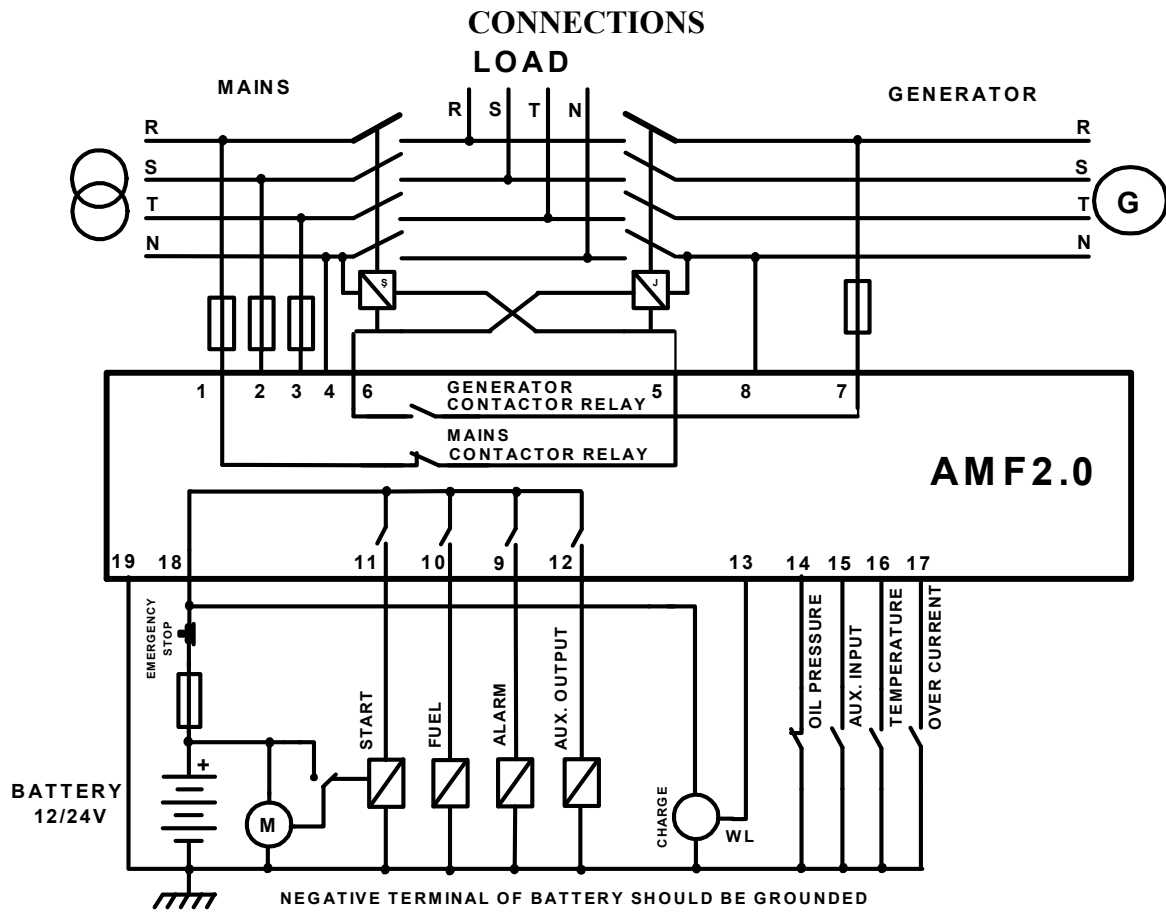 CONNECTIONS
LOAD
MAINS
GENERATOR
R S T N
R
S
T
N
R
S
T
N
G
Ş
J
1 2 3 4 6 5 8 7
GENERATOR
CONTACTOR RELAY
MAINS
CONTACTOR RELAY
AMF2.0
19 18 11 10 9 12 13 14 15 16 17
EMERGENCY
STOP
START
FUEL
ALARM
AUX. OUTPUT
OIL PRESSURE
AUX. INPUT
TEMPERATURE
OVER CURRENT
+
BATTERY
12/24V
M
CHARGE
WL
NEGATIVE TERMINAL OF BATTERY SHOULD BE GROUNDED